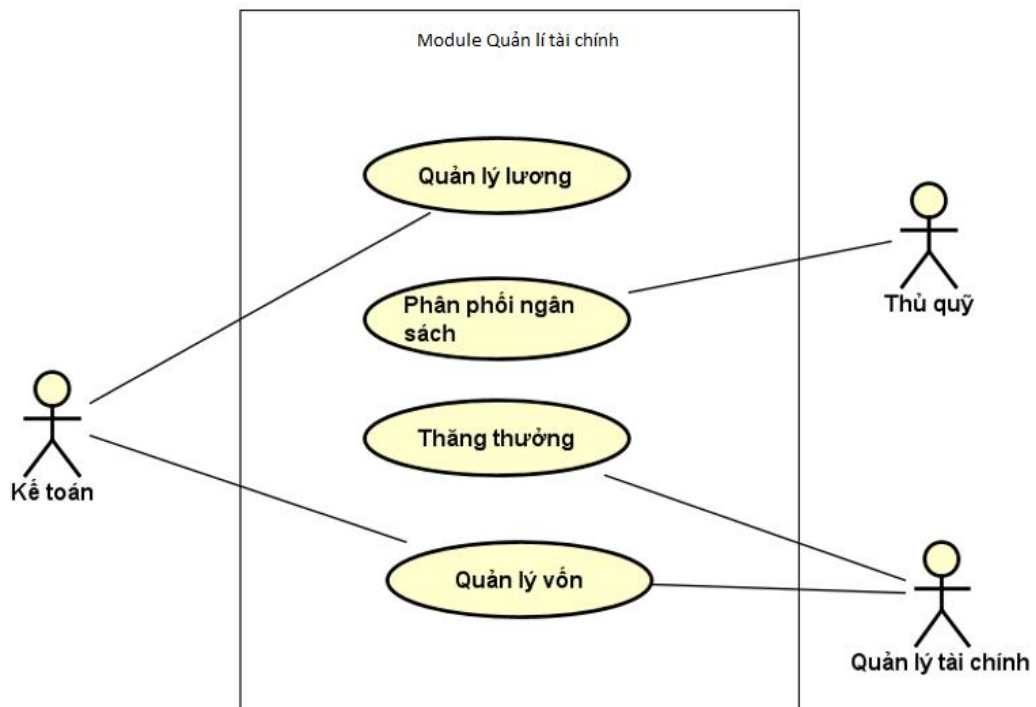 Module Quản lí tài chính
Quản lý lương
Phân phối ngân
sách
Thủ quỹ
Thăng thưởng
Kế toán
Quản lý vốn
Quản lý tài chính